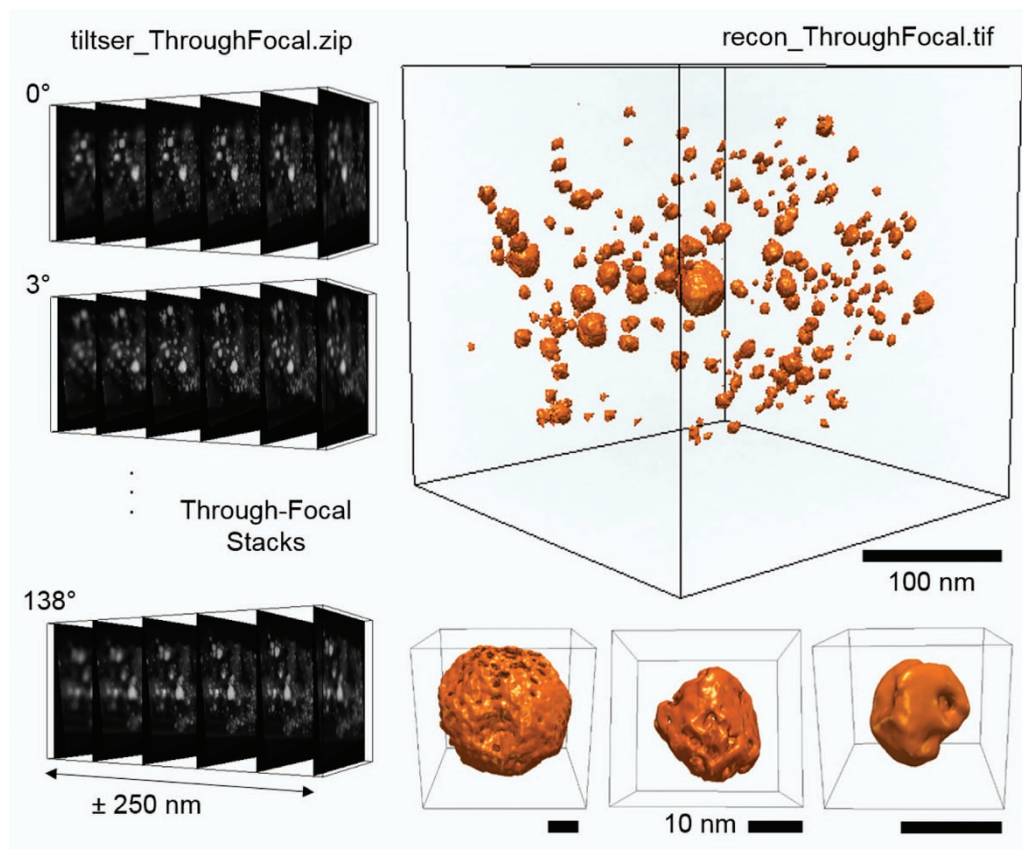 tiltser_ThroughFocal.zip
recon_ThroughFocal.tif
0°
3°
Through-Focal
Stacks
100 nm
138°
± 250 nm
10 nm